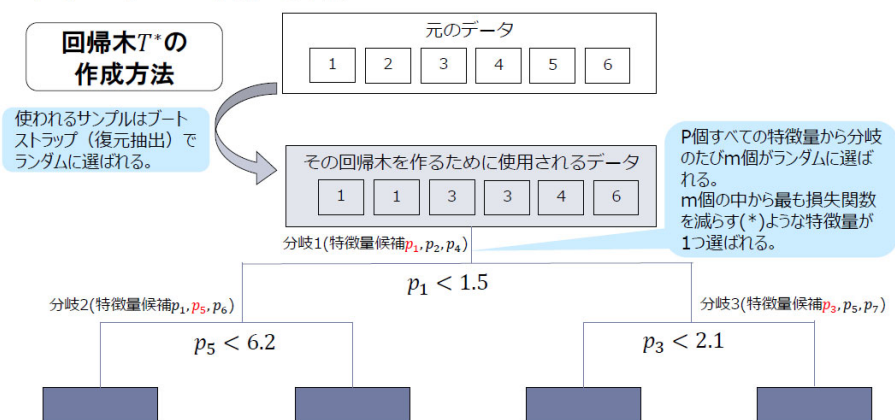 回帰木T*の
作成方法
元のデータ
1 2 3 4 5 6
使われるサンプルはブート
ストラップ（復元抽出）で
ランダムに選ばれる。
その回帰木を作るために使用されるデータ
1 1 3 3 4 6
P個すべての特徴量から分岐
のたびm個がランダムに選ば
れる。
m個の中から最も損失関数
を減らす(*)ような特徴量が
1つ選ばれる。
分岐1(特徴量候補p₁, p₂, p₄)
p₁ < 1.5
分岐2(特徴量候補p₁, p₅, p₆)
p₅ < 6.2
分岐3(特徴量候補p₃, p₅, p₇)
p₃ < 2.1